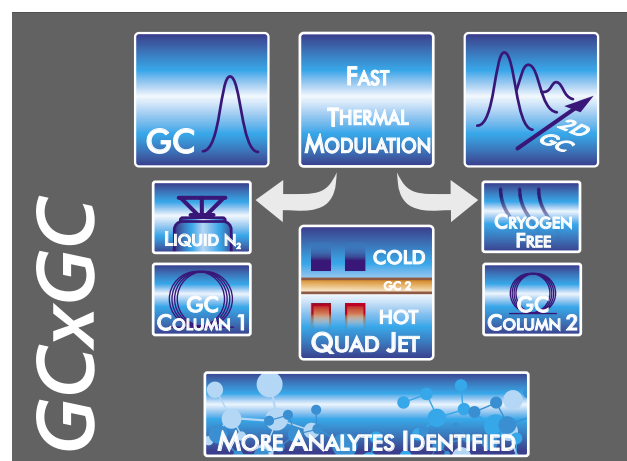 GCxGC
GC
FAST
THERMAL
MODULATION
2D
GC
LIQUID N₂
CRYOGEN
FREE
COLD
GC 2
HOT
QUAD JET
GC
COLUMN 1
GC
COLUMN 2
MORE ANALYTES IDENTIFIED